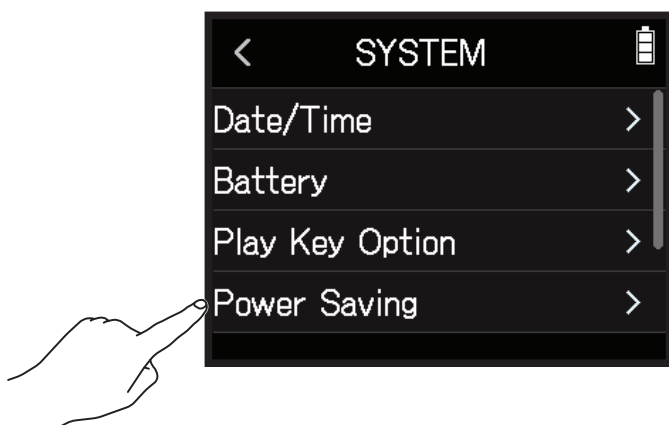 SYSTEM
Date/Time
Battery
Play Key Option
Power Saving